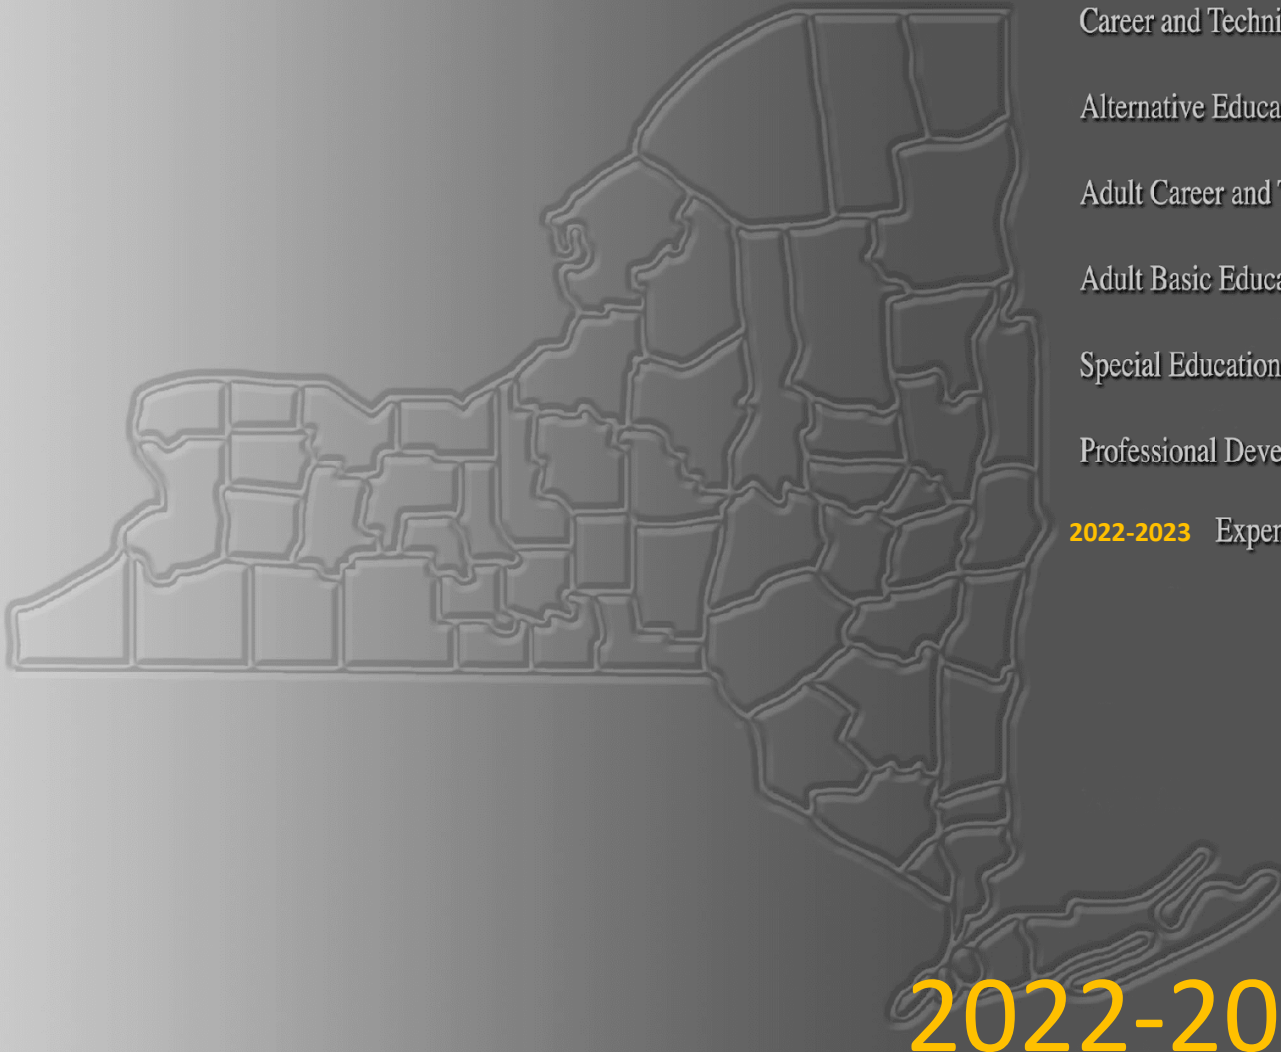 Career and Techni
Alternative Educa
Adult Career and
Adult Basic Educa
Special Education
Professional Deve
2022-2023 Exper
2022-20